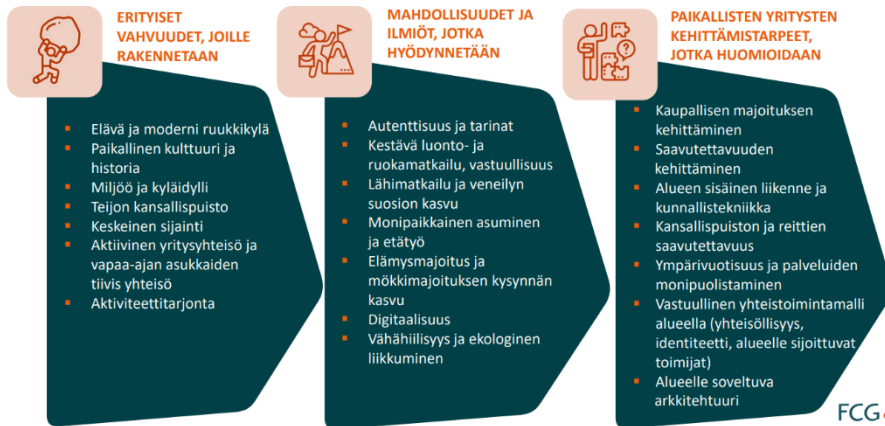 ERITYISET
VAHVUUDET, JOILLE
RAKENNETAAN
▪ Elävä ja moderni ruukkikylä
▪ Paikallinen kulttuuri ja
historia
▪ Miljöö ja kyläidylli
▪ Teijon kansallispuisto
▪ Keskeinen sijainti
▪ Aktiivinen yritysyhteisö ja
vapaa-ajan asukkaiden
tiivis yhteisö
▪ Aktiviteettitarjonta
MAHDOLLISUUDET JA
ILMIÖT, JOTKA
HYÖDYNNETÄÄN
▪ Autenttisuus ja tarinat
▪ Kestävä luonto- ja
ruokamatkailu, vastuullisuus
▪ Lähimatkailu ja veneilyn
suosion kasvu
▪ Monipaikkainen asuminen
ja etätyö
▪ Elämysmajoitus ja
mökkimajoituksen kysynnän
kasvu
▪ Digitaalisuus
▪ Vähähiilisyys ja ekologinen
liikkuminen
PAIKALLISTEN YRITYSTEN
KEHITTÄMISTARPEET,
JOTKA HUOMIOIDAAN
▪ Kaupallisen majoituksen
kehittäminen
▪ Saavutettavuuden
kehittäminen
▪ Alueen sisäinen liikenne ja
kunnallistekniikka
▪ Kansallispuiston ja reittien
saavutettavuus
▪ Ympärivuotisuus ja palveluiden
monipuolistaminen
▪ Vastuullinen yhteistoimintamalli
alueella (yhteisöllisyys,
identiteetti, alueelle sijoittuvat
toimijat)
▪ Alueelle soveltuva
arkkitehtuuri
FCG